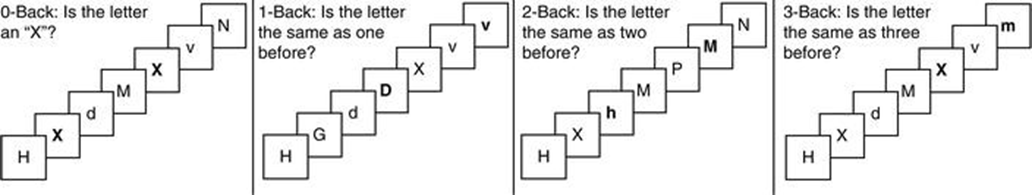 0-Back: Is the letter
an “X”?
H
X
d
M
X
v
N
1-Back: Is the letter
the same as one
before?
H
G
d
D
X
v
v
2-Back: Is the letter
the same as two
before?
H
X
h
M
P
M
N
3-Back: Is the letter
the same as three
before?
H
X
d
M
X
v
m